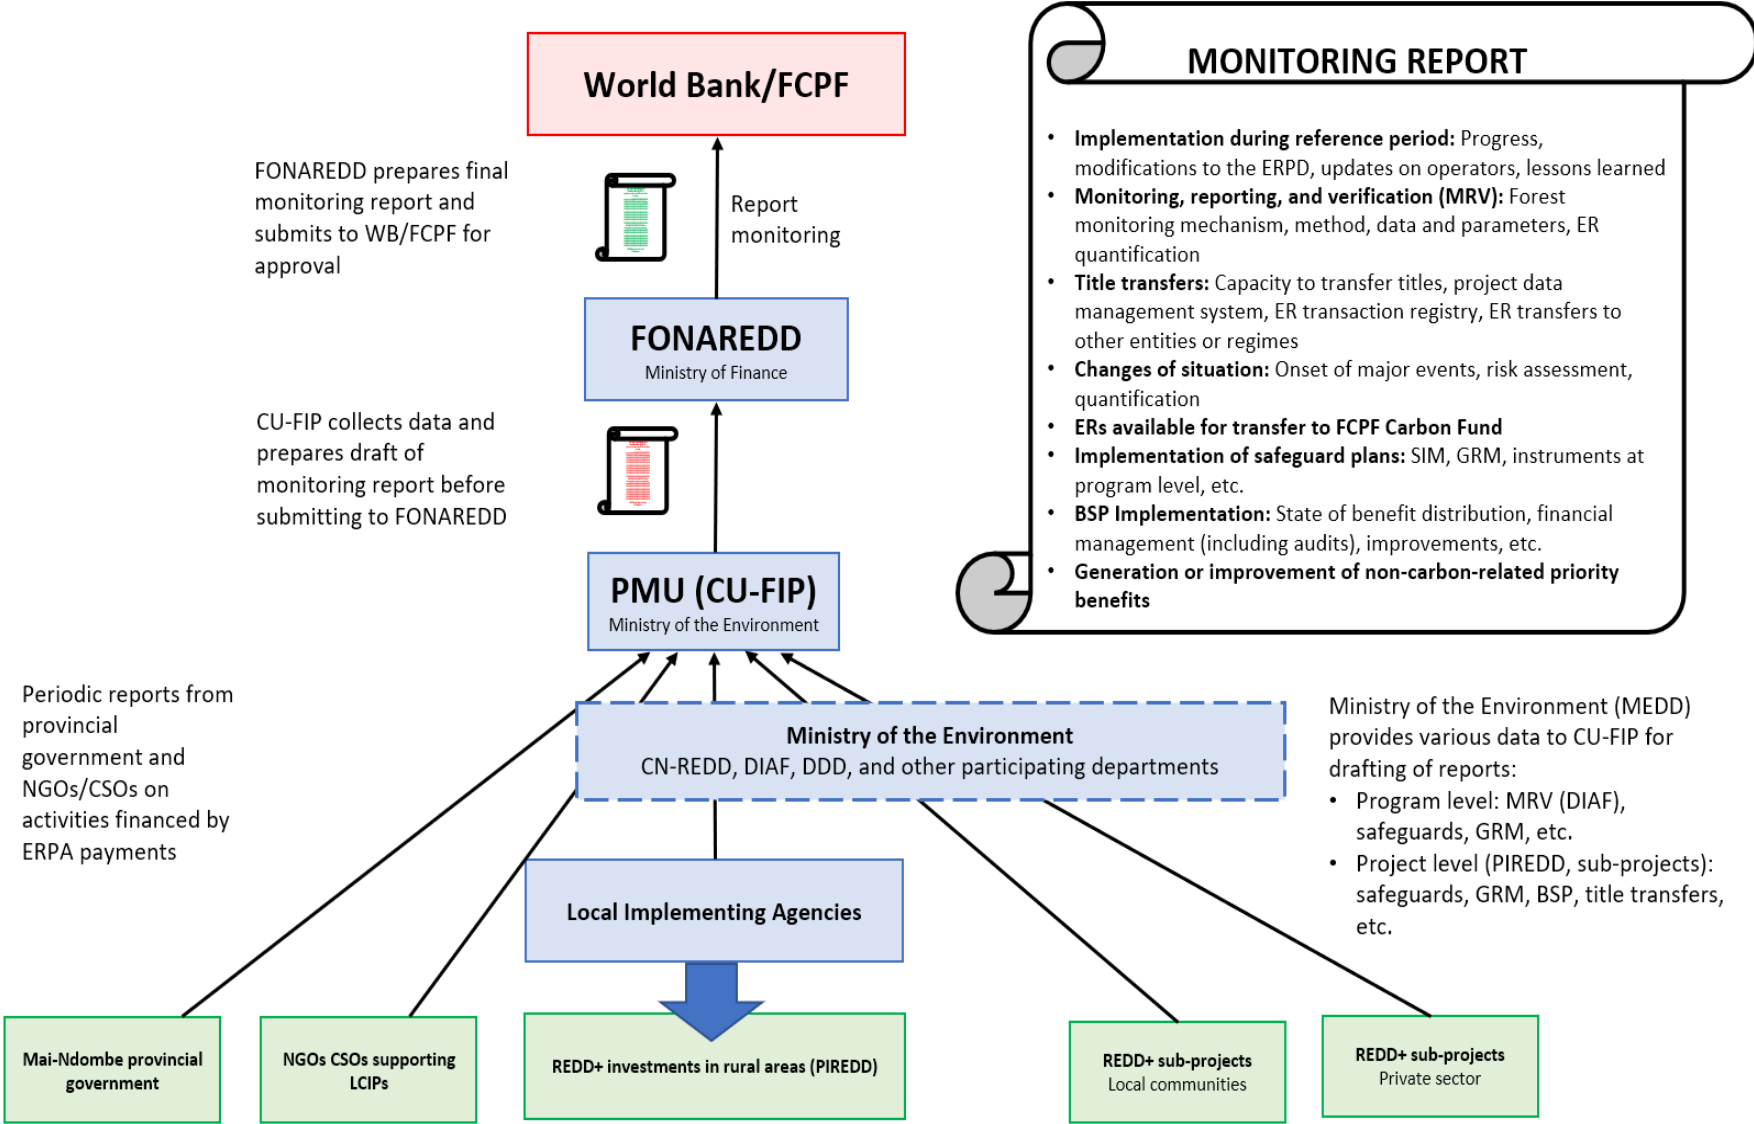 World Bank/FCPF
MONITORING REPORT
• Implementation during reference period: Progress,
modifications to the ERPD, updates on operators, lessons learned
• Monitoring, reporting, and verification (MRV): Forest
monitoring mechanism, method, data and parameters, ER
quantification
• Title transfers: Capacity to transfer titles, project data
management system, ER transaction registry, ER transfers to
other entities or regimes
• Changes of situation: Onset of major events, risk assessment,
quantification
• ERs available for transfer to FCPF Carbon Fund
• Implementation of safeguard plans: SIM, GRM, instruments at
program level, etc.
• BSP Implementation: State of benefit distribution, financial
management (including audits), improvements, etc.
• Generation or improvement of non-carbon-related priority
benefits
FONAREDD prepares final
monitoring report and
submits to WB/FCPF for
approval
Report
monitoring
FONAREDD
Ministry of Finance
CU-FIP collects data and
prepares draft of
monitoring report before
submitting to FONAREDD
PMU (CU-FIP)
Ministry of the Environment
Periodic reports from
provincial
government and
NGOs/CSOs on
activities financed by
ERPA payments
Ministry of the Environment
CN-REDD, DIAF, DDD, and other participating departments
Ministry of the Environment (MEDD)
provides various data to CU-FIP for
drafting of reports:
• Program level: MRV (DIAF),
safeguards, GRM, etc.
• Project level (PIREDD, sub-projects):
safeguards, GRM, BSP, title transfers,
etc.
Local Implementing Agencies
Mai-Ndombe provincial
government
NGOs CSOs supporting
LCIPs
REDD+ investments in rural areas (PIREDD)
REDD+ sub-projects
Local communities
REDD+ sub-projects
Private sector